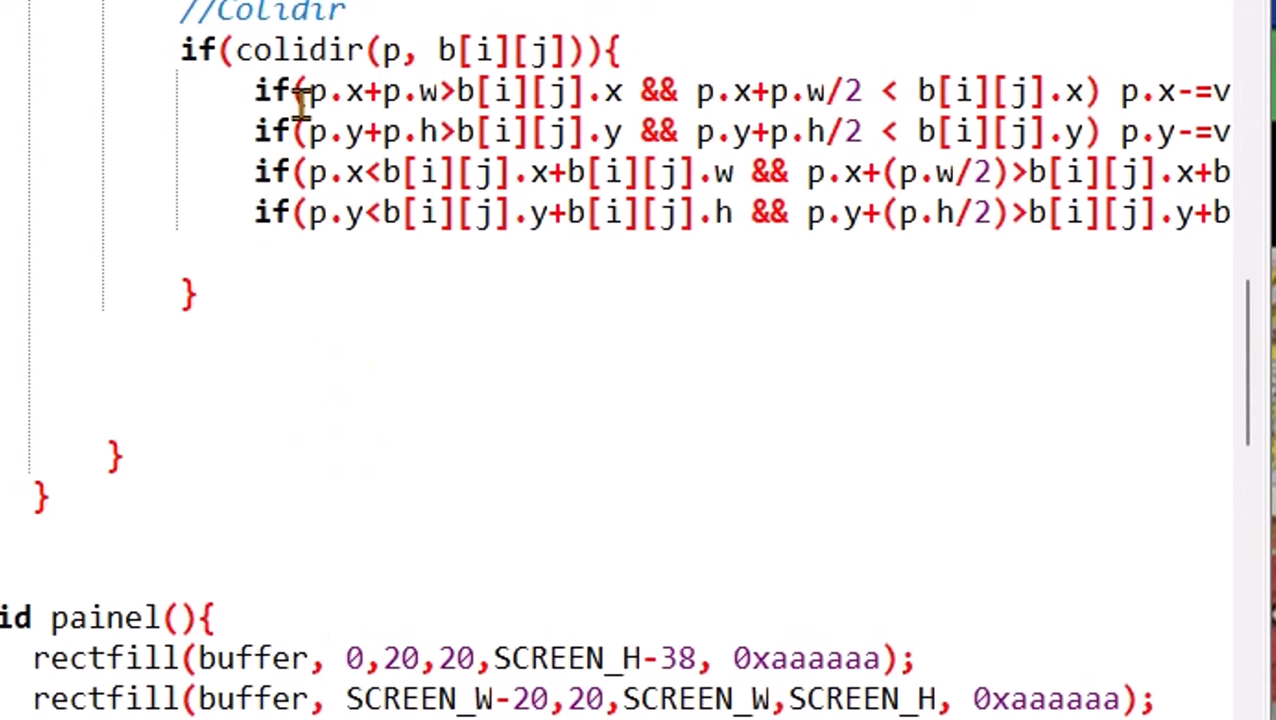 //Colidir
if(colidir(p, b[i][j])){
if(p.x+p.w>b[i][j].x && p.x+p.w/2 < b[i][j].x) p.x-=v
if(p.y+p.h>b[i][j].y && p.y+p.h/2 < b[i][j].y) p.y-=v
if(p.x<b[i][j].x+b[i][j].w && p.x+(p.w/2)>b[i][j].x+b
if(p.y<b[i][j].y+b[i][j].h && p.y+(p.h/2)>b[i][j].y+b
}
}
}
id painel(){
rectfill(buffer, 0,20,20,SCREEN_H-38, 0xaaaaaa);
rectfill(buffer, SCREEN_W-20,20,SCREEN_W,SCREEN_H, 0xaaaaaa);